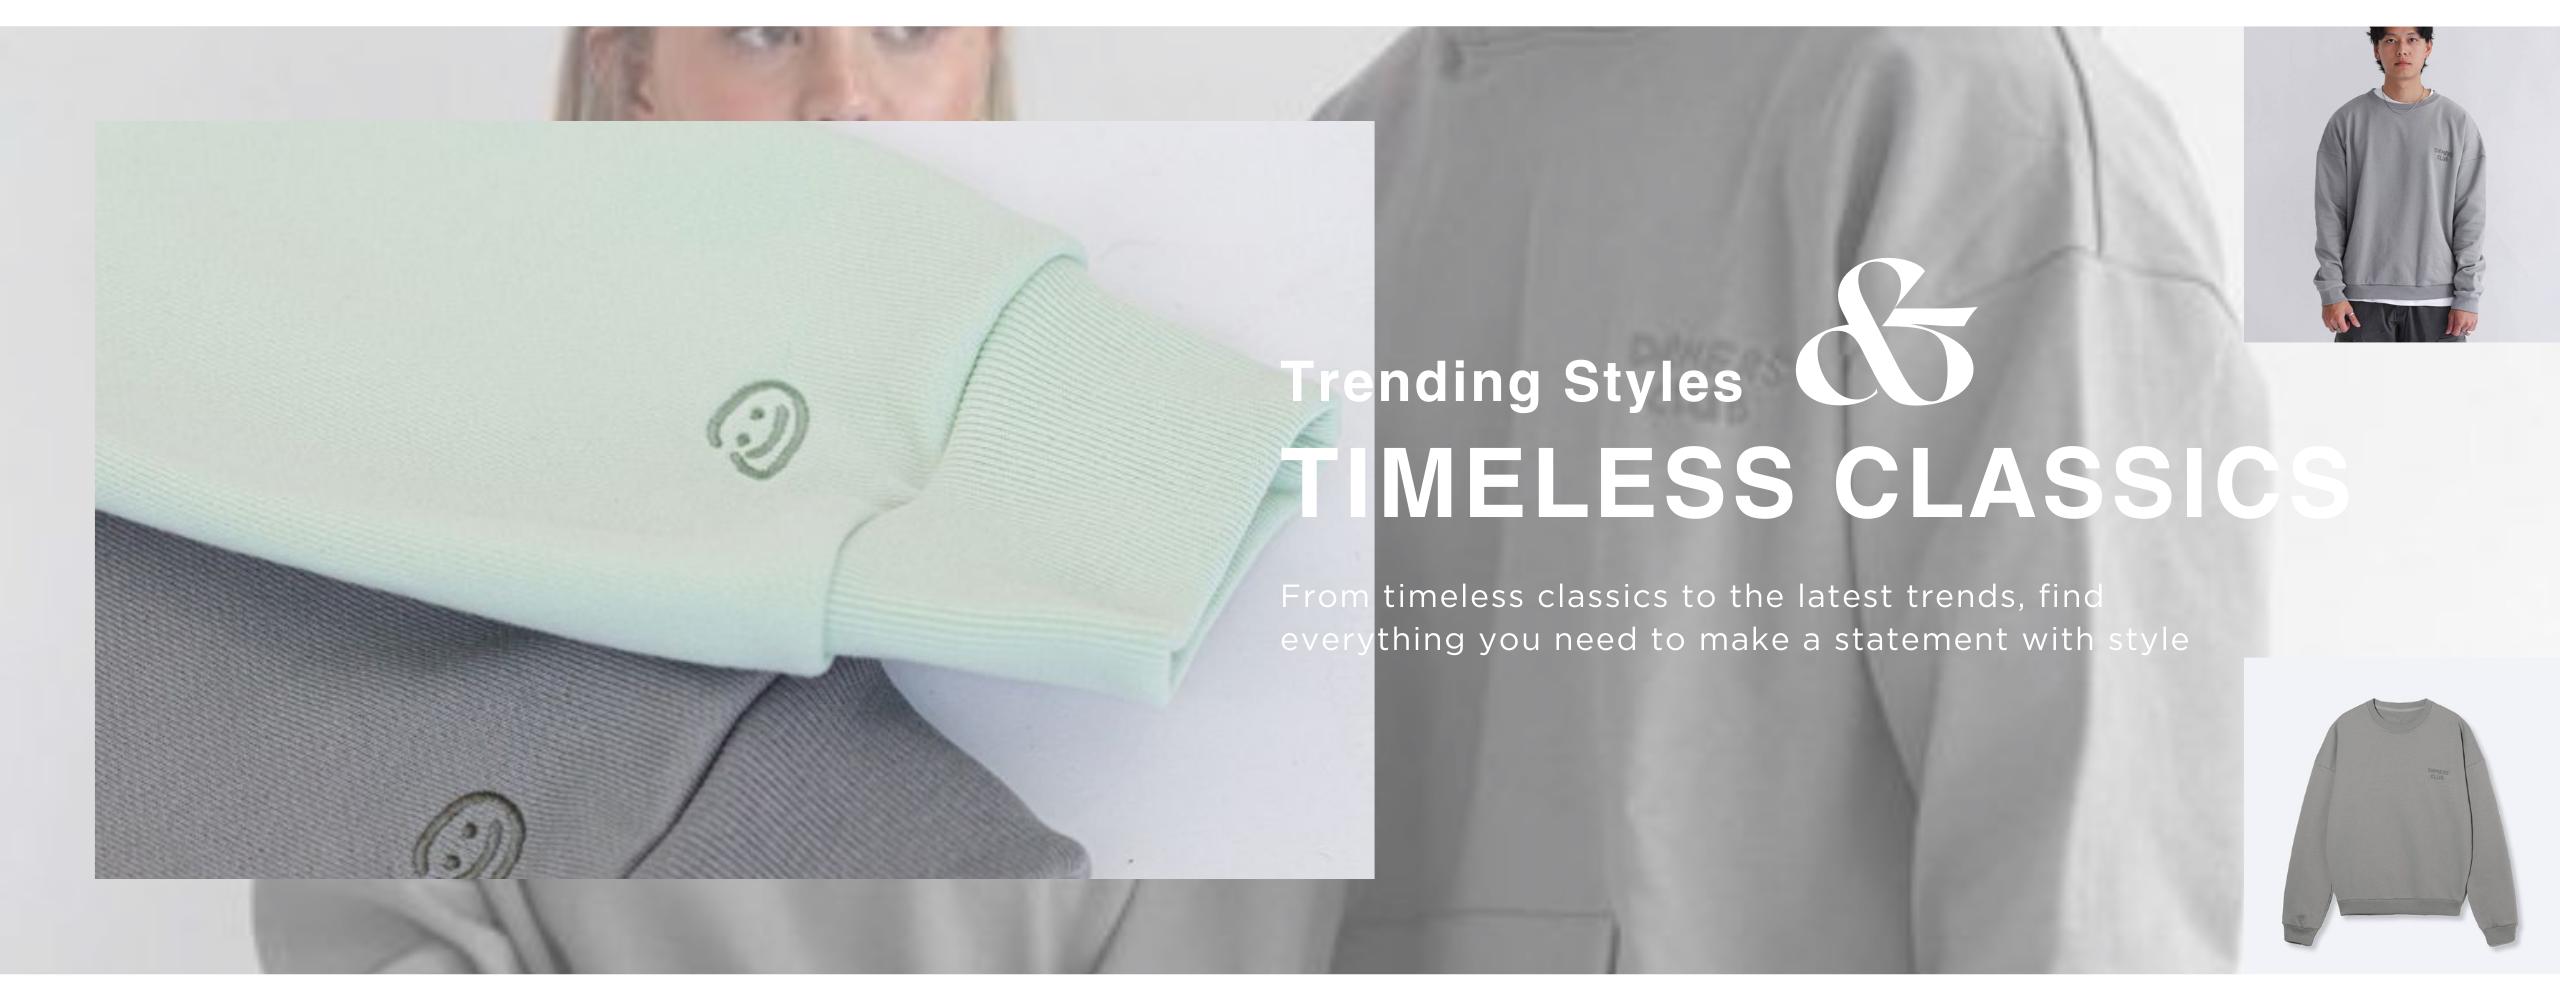 Trending Styles &
TIMELESS CLASSICS
From timeless classics to the latest trends, find
everything you need to make a statement with style